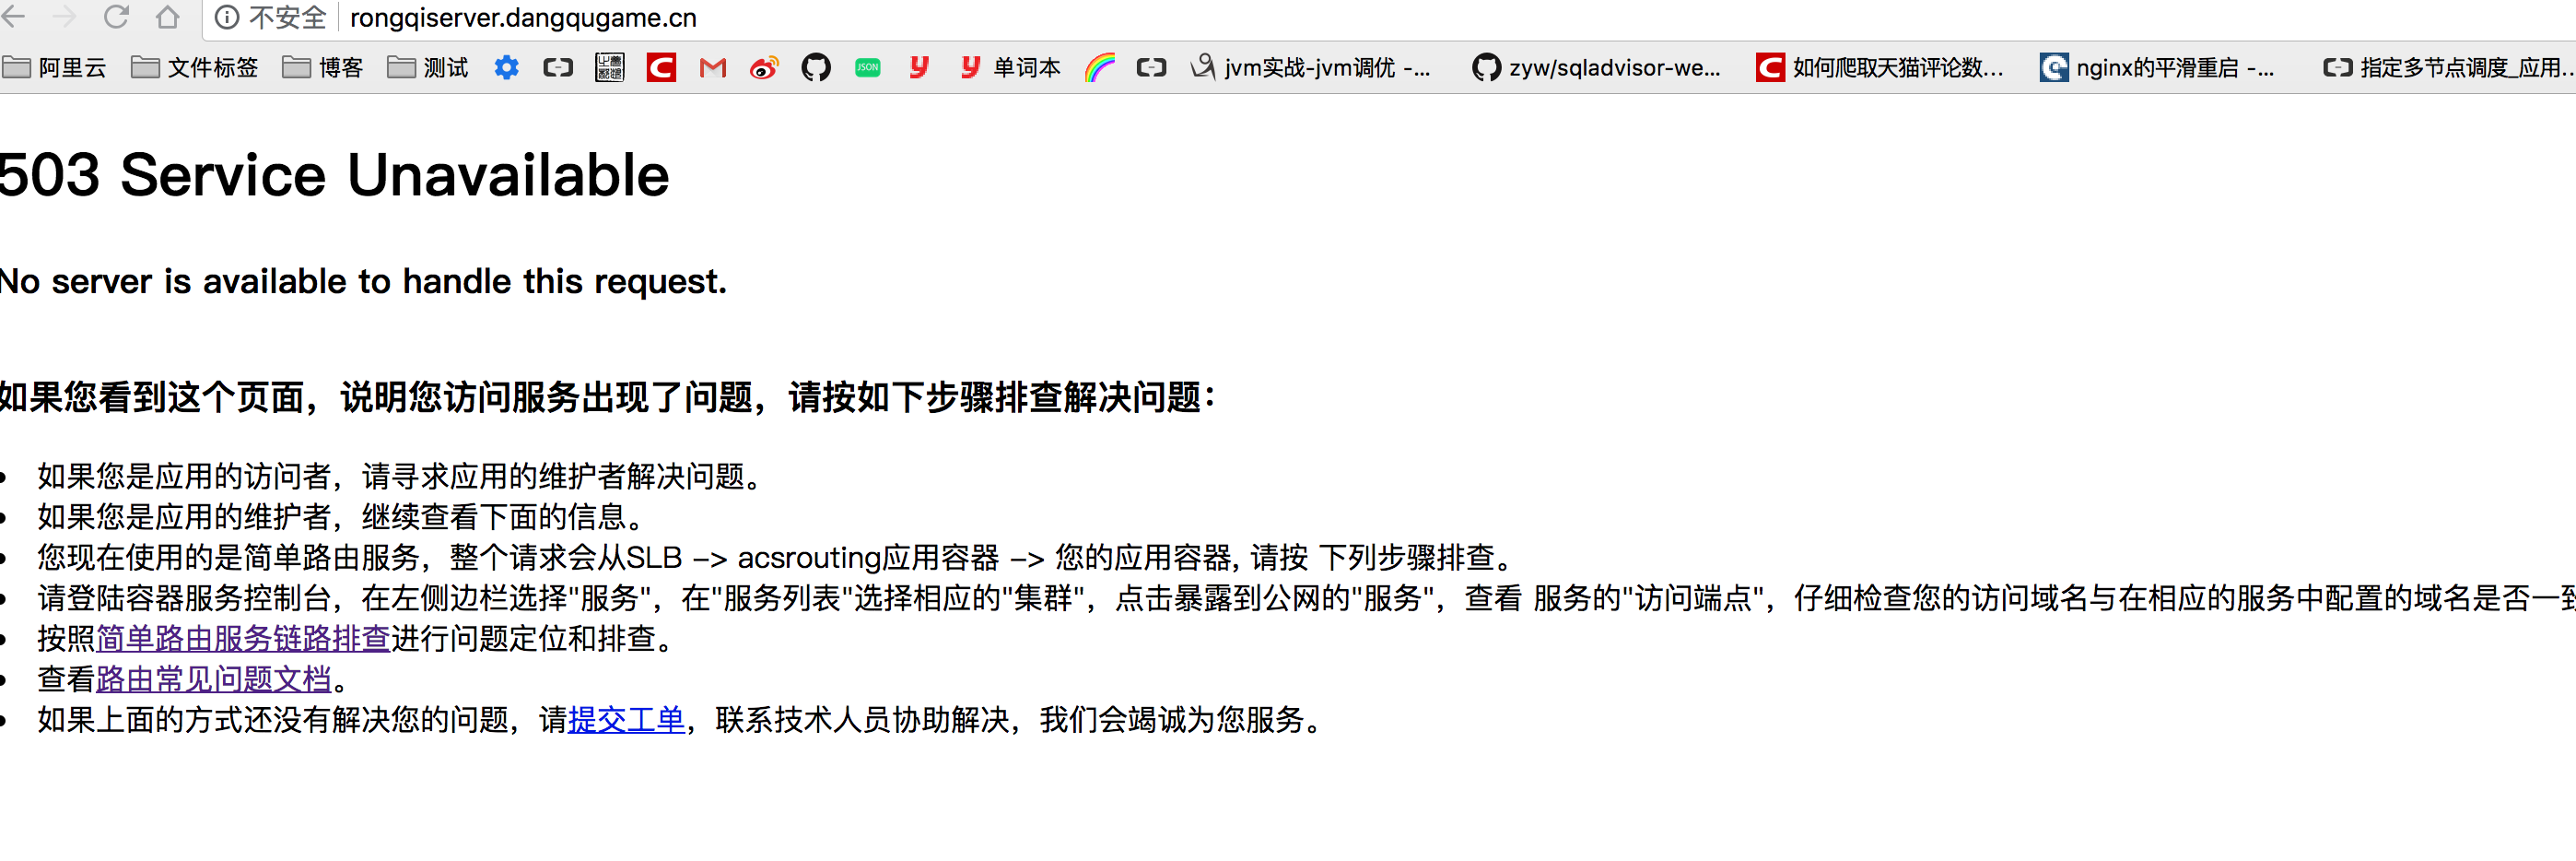 不安全 rongqiserver.dangqugame.cn
阿里云 文件标签 博客 测试 JSON 单词本 jvm实战-jvm调优 -... zyw/sqladvisor-we... 如何爬取天猫评论数... nginx的平滑重启 -... 指定多节点调度_应用...
503 Service Unavailable
No server is available to handle this request.
如果您看到这个页面，说明您访问服务出现了问题，请按如下步骤排查解决问题：
• 如果您是应用的访问者，请寻求应用的维护者解决问题。
• 如果您是应用的维护者，继续查看下面的信息。
• 您现在使用的是简单路由服务，整个请求会从SLB -> acsrouting应用容器 -> 您的应用容器, 请按 下列步骤排查。
• 请登陆容器服务控制台，在左侧边栏选择"服务"，在"服务列表"选择相应的"集群"，点击暴露到公网的"服务"，查看 服务的"访问端点"，仔细检查您的访问域名与在相应的服务中配置的域名是否一致
• 按照简单路由服务链路排查进行问题定位和排查。
• 查看路由常见问题文档。
• 如果上面的方式还没有解决您的问题，请提交工单，联系技术人员协助解决，我们会竭诚为您服务。